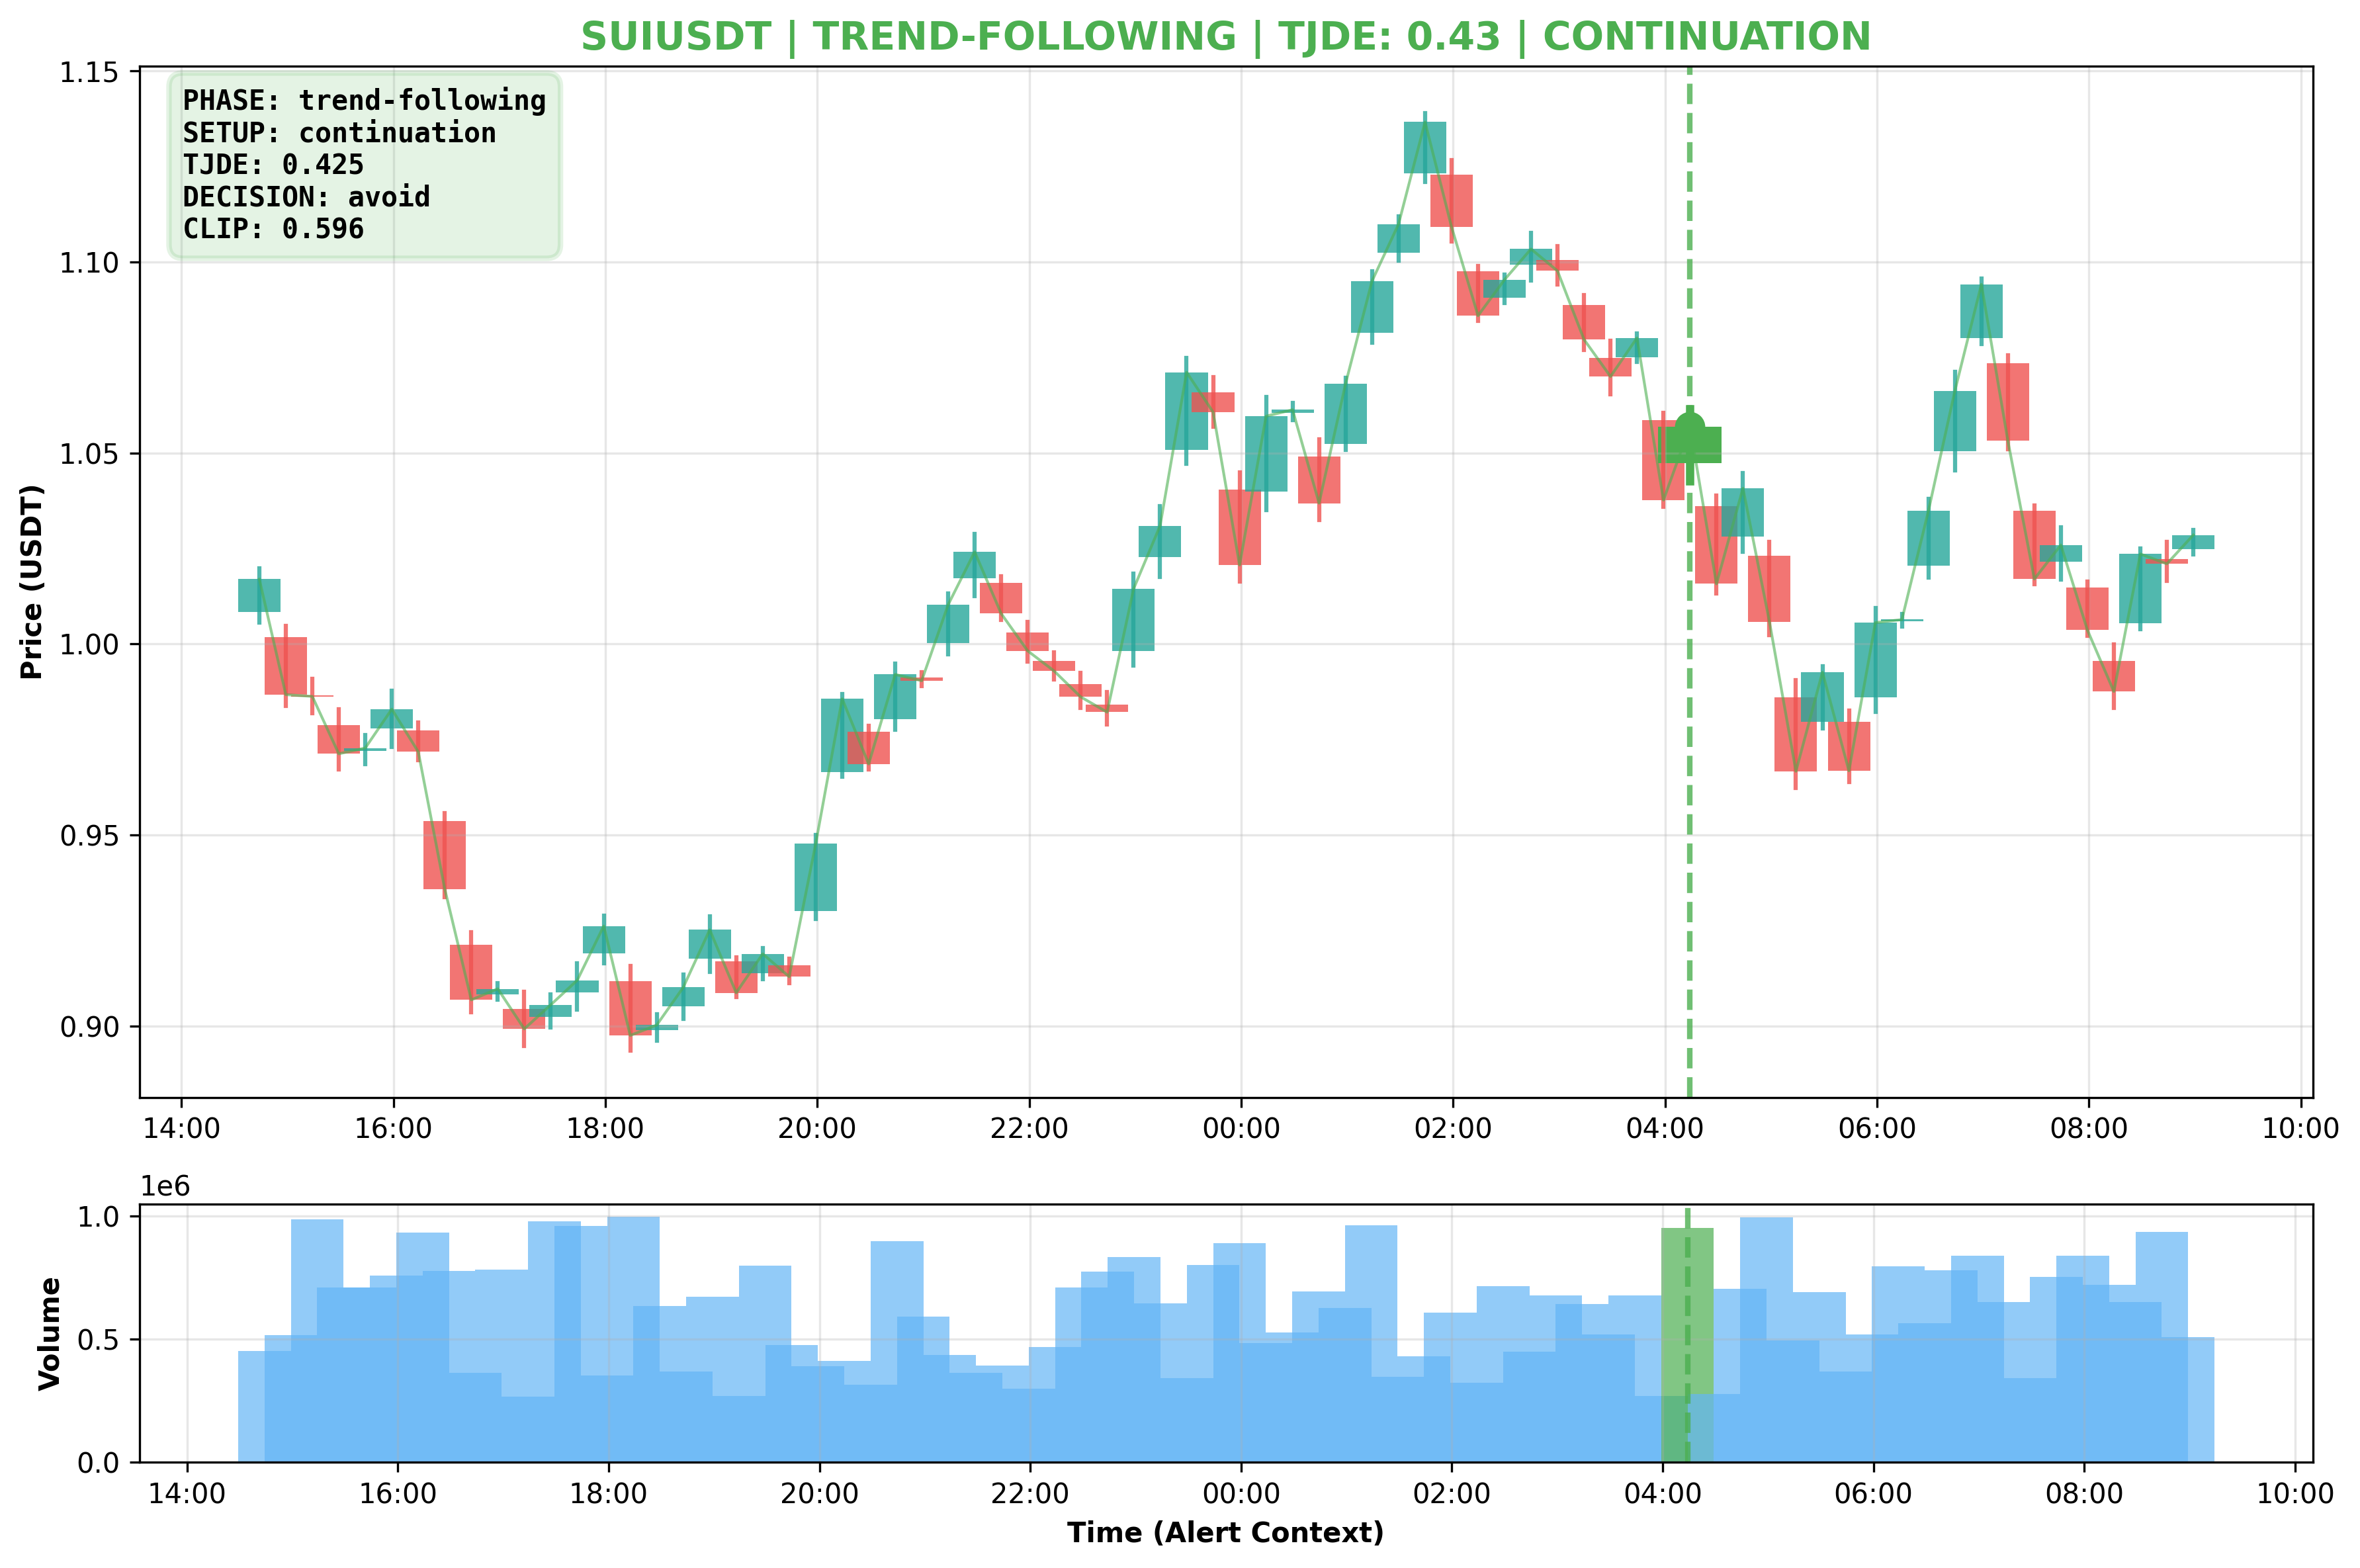 SUIUSDT | TREND-FOLLOWING | TJDE: 0.43 | CONTINUATION
PHASE: trend-following
SETUP: continuation
TJDE: 0.425
DECISION: avoid
CLIP: 0.596
Price (USDT)
1.15
1.10
1.05
1.00
0.95
0.90
14:00 16:00 18:00 20:00 22:00 00:00 02:00 04:00 06:00 08:00 10:00
1e6
Volume
1.0
0.5
0.0
14:00 16:00 18:00 20:00 22:00 00:00 02:00 04:00 06:00 08:00 10:00
Time (Alert Context)